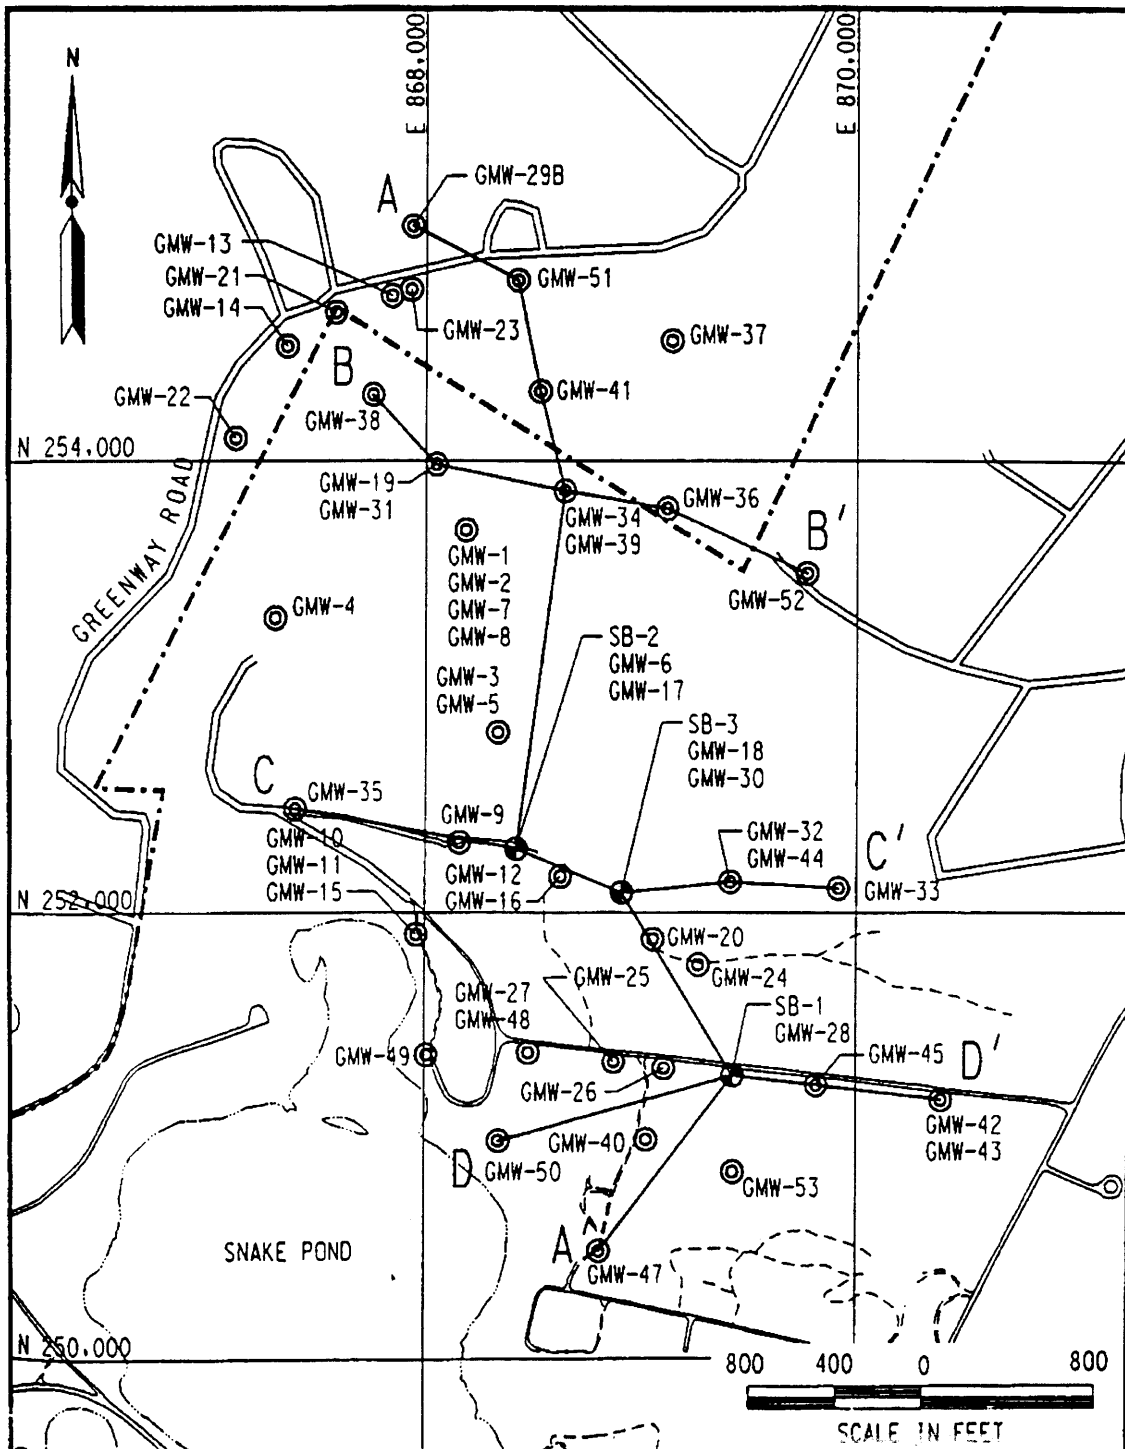 N
E 868,000
E 870,000
A
GMW-29B
GMW-13
GMW-21
GMW-14
GMW-51
GMW-23
GMW-37
B
GMW-22
GMW-38
GMW-41
N 254,000
GMW-19
GMW-31
GMW-36
GMW-34
GMW-39
B'
GREENWAY ROAD
GMW-1
GMW-2
GMW-7
GMW-8
GMW-52
GMW-4
SB-2
GMW-6
GMW-17
GMW-3
GMW-5
SB-3
GMW-18
GMW-30
C
GMW-35
GMW-9
GMW-10
GMW-11
GMW-15
GMW-12
GMW-16
GMW-32
GMW-44
C'
GMW-33
N 252,000
GMW-20
GMW-24
GMW-25
GMW-27
GMW-48
SB-1
GMW-28
GMW-49
GMW-45
D'
GMW-26
GMW-42
GMW-43
GMW-40
D
GMW-50
GMW-53
SNAKE POND
A
GMW-47
N 250,000
800 400 0 800
SCALE IN FEET